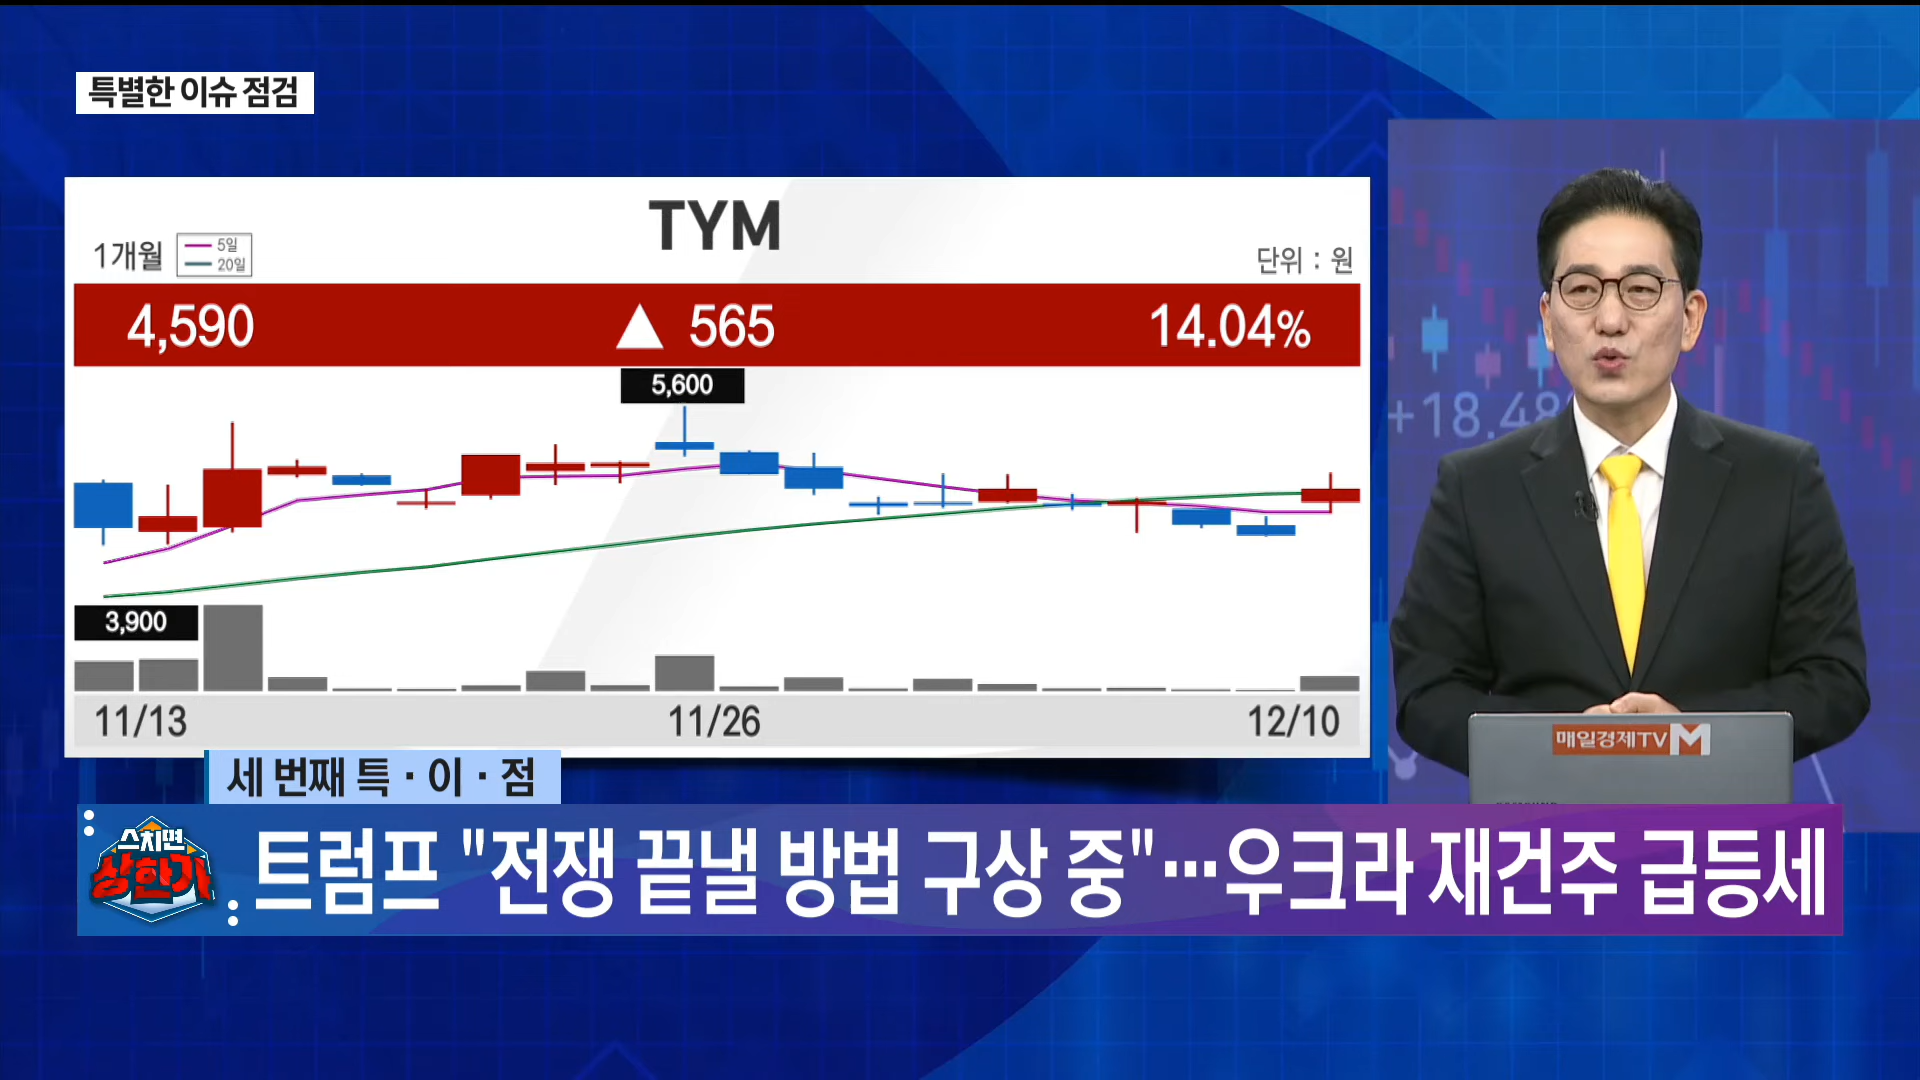 특별한 이슈 점검
TYM
1개월
5일
20일
단위 : 원
4,590 ▲ 565 14.04%
5,600
3,900
11/13 11/26 12/10
매일경제TV M
세 번째 특·이·점
스치면
상한가
트럼프 "전쟁 끝낼 방법 구상 중"…우크라 재건주 급등세